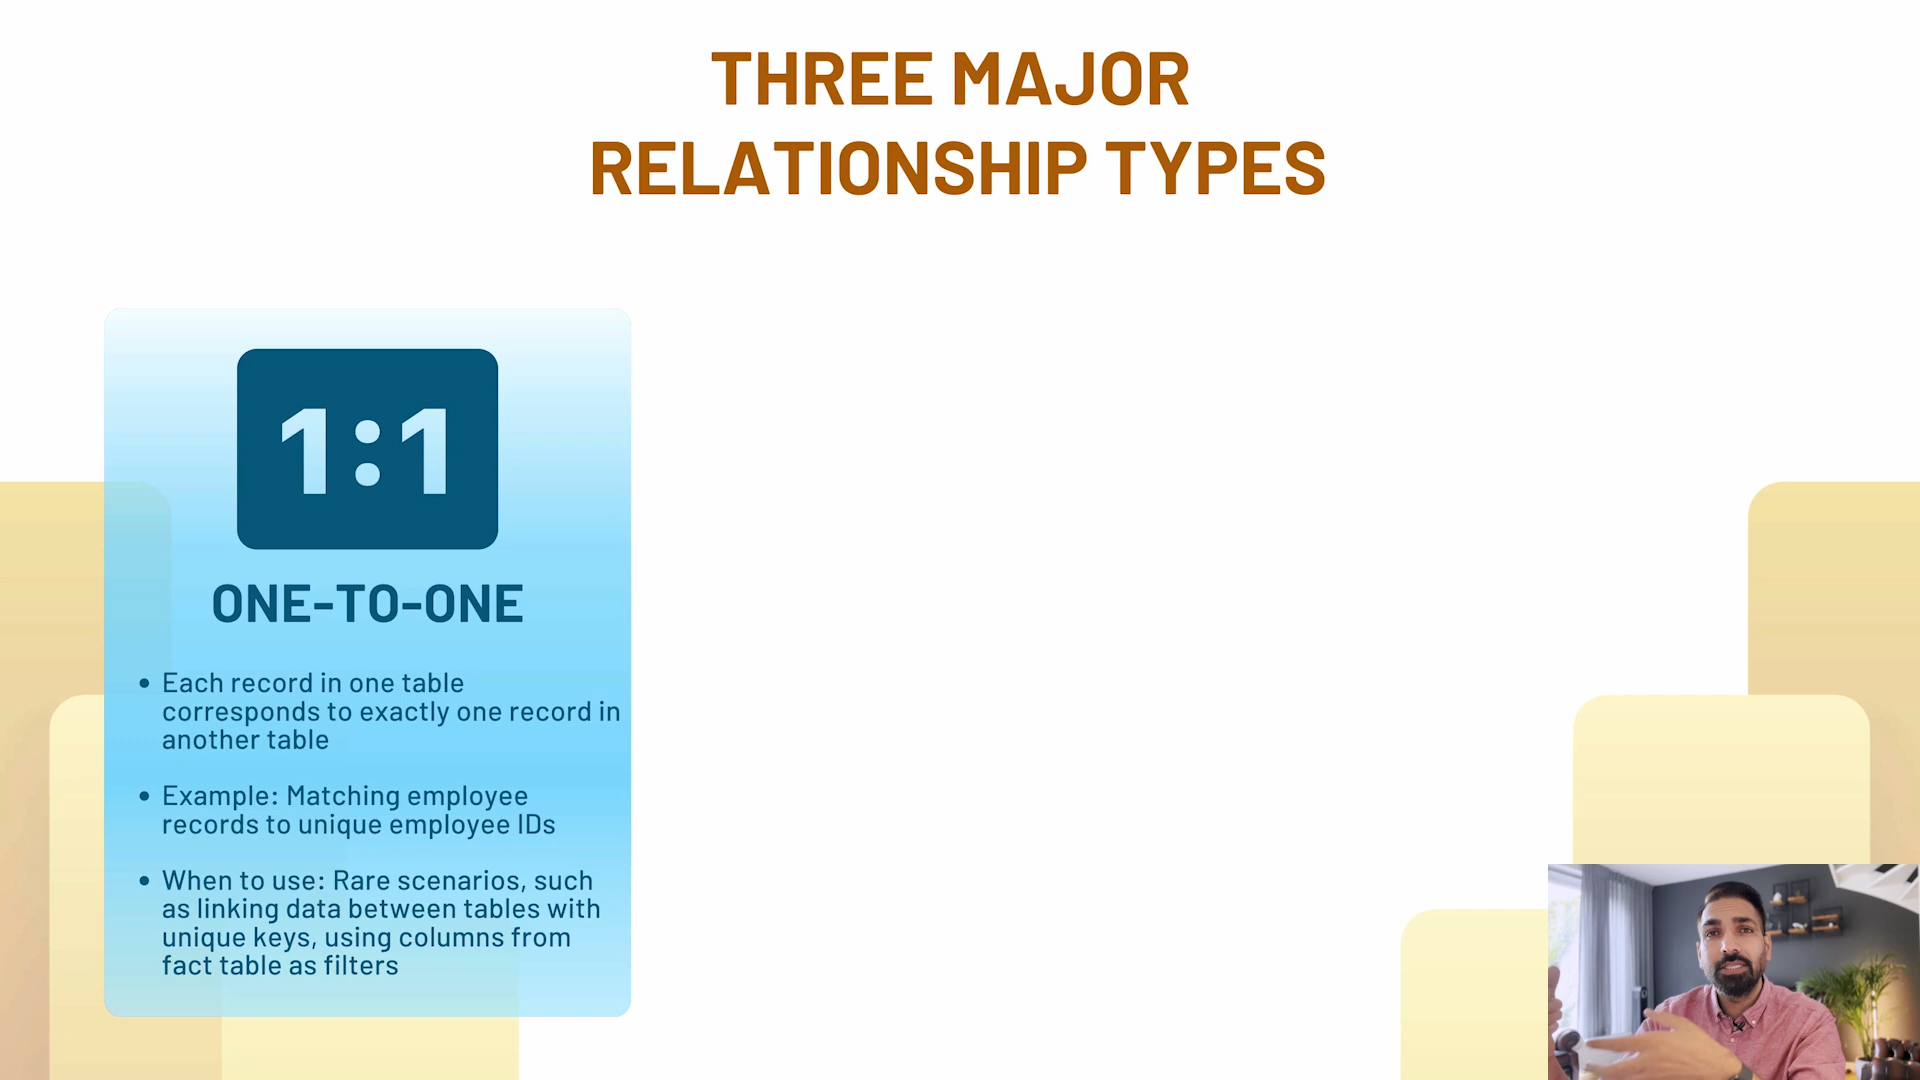 THREE MAJOR
RELATIONSHIP TYPES
1:1
ONE-TO-ONE
• Each record in one table
corresponds to exactly one record in
another table
• Example: Matching employee
records to unique employee IDs
• When to use: Rare scenarios, such
as linking data between tables with
unique keys, using columns from
fact table as filters